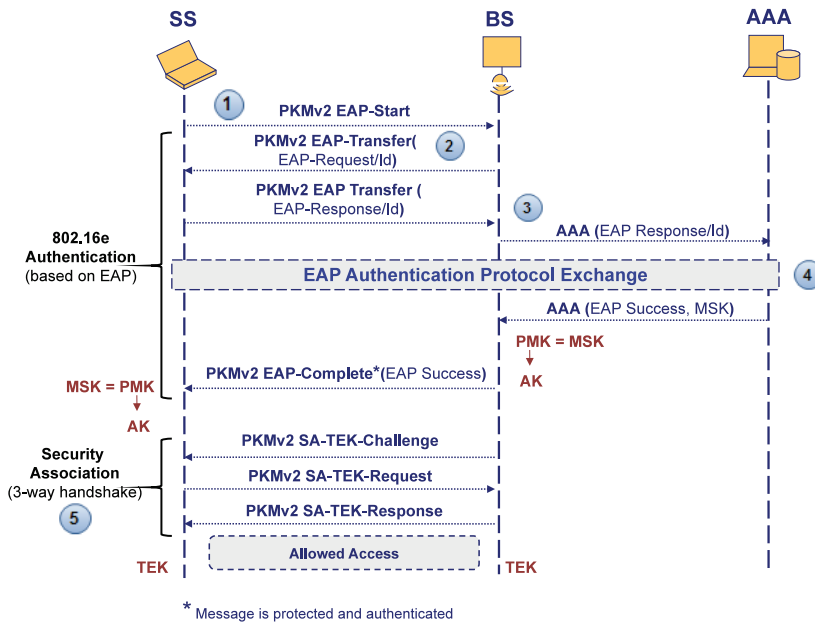 SS
BS
AAA
1
PKMv2 EAP-Start
PKMv2 EAP-Transfer(
EAP-Request/Id)
2
PKMv2 EAP Transfer (
EAP-Response/Id)
3
802.16e
Authentication
(based on EAP)
AAA (EAP Response/Id)
EAP Authentication Protocol Exchange
4
AAA (EAP Success, MSK)
PMK = MSK
AK
PKMv2 EAP-Complete*(EAP Success)
MSK = PMK
AK
Security
Association
(3-way handshake)
5
PKMv2 SA-TEK-Challenge
PKMv2 SA-TEK-Request
PKMv2 SA-TEK-Response
Allowed Access
TEK
TEK
* Message is protected and authenticated